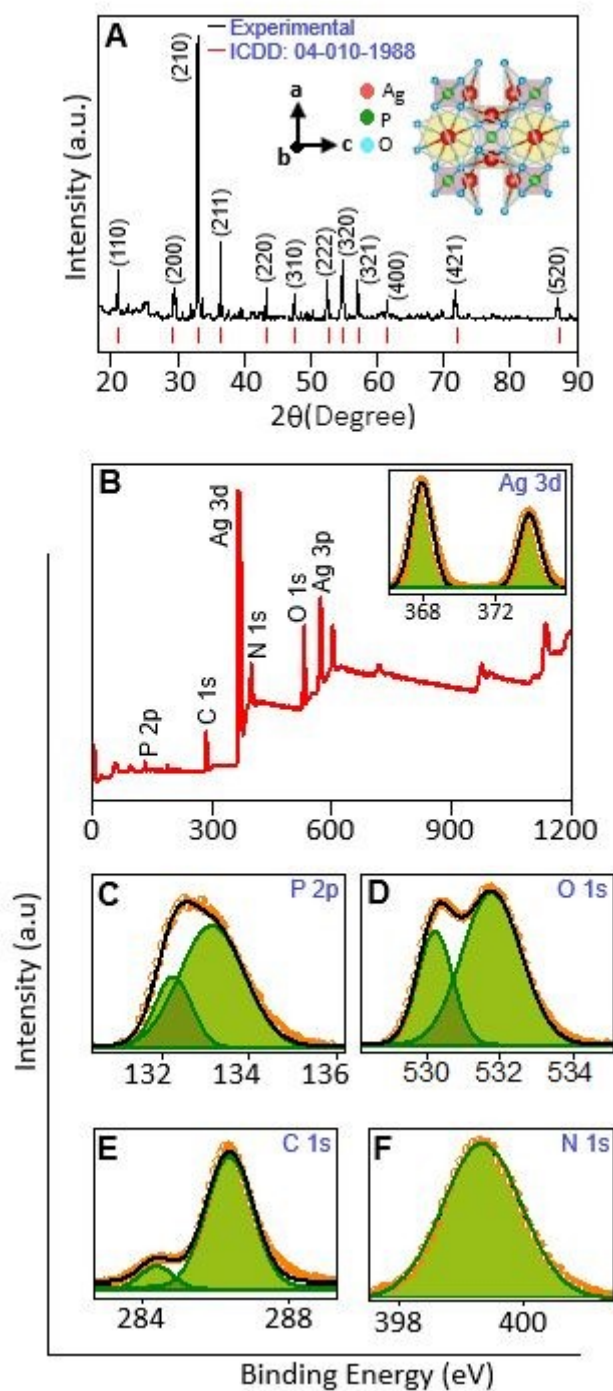 A
Experimental
ICDD: 04-010-1988
(110)
(200)
(210)
(211)
(220)
(310)
(222)
(320)
(321)
(400)
(421)
(520)
a
b
c
Ag
P
O
Intensity (a.u.)
20 30 40 50 60 70 80 90
2θ(Degree)
B
P 2p
C 1s
Ag 3d
N 1s
O 1s
Ag 3p
Ag 3d
368 372
0 300 600 900 1200
C
P 2p
132 134 136
D
O 1s
530 532 534
E
C 1s
284 288
F
N 1s
398 400
Intensity (a.u)
Binding Energy (eV)